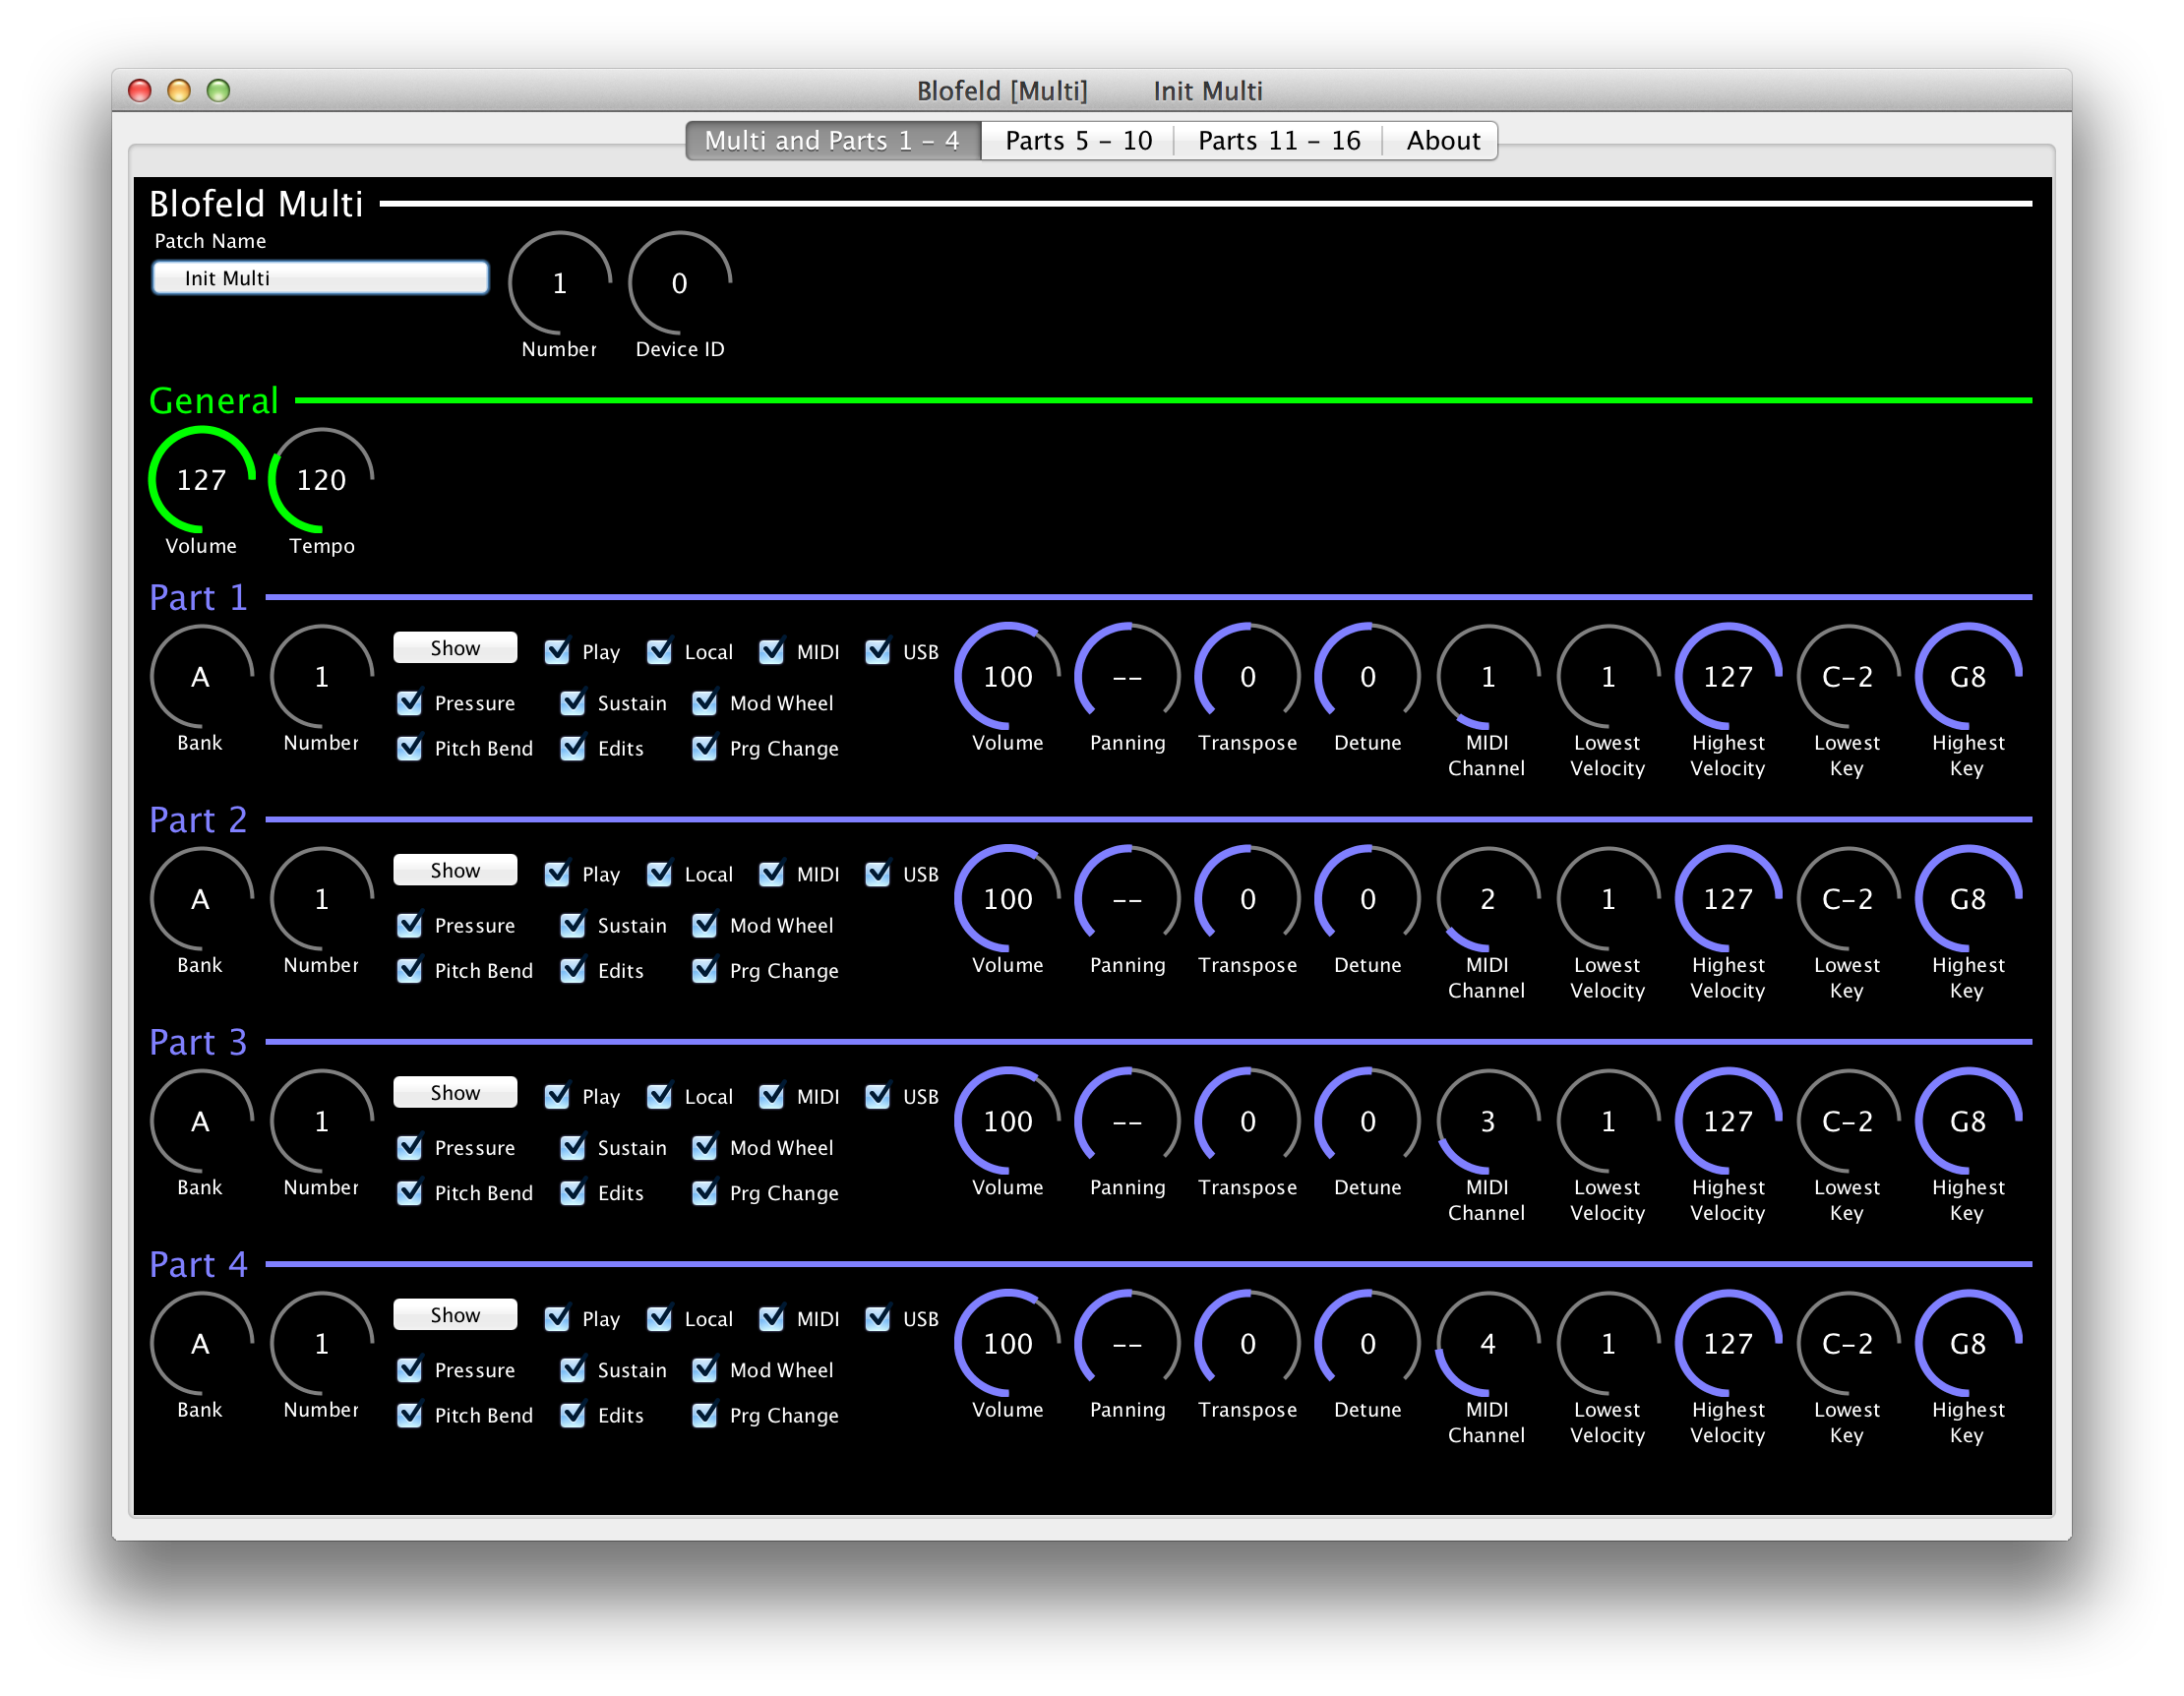 Blofeld [Multi] Init Multi
Multi and Parts 1 – 4 Parts 5 – 10 Parts 11 – 16 About
Blofeld Multi
Patch Name
Init Multi
1 0
Number Device ID
General
127 120
Volume Tempo
Part 1
Show Play Local MIDI USB
A 1 100 -- 0 0 1 1 127 C-2 G8
Pressure Sustain Mod Wheel
Bank Number Pitch Bend Edits Prg Change Volume Panning Transpose Detune MIDI Lowest Highest Lowest Highest
Channel Velocity Velocity Key Key
Part 2
Show Play Local MIDI USB
A 1 100 -- 0 0 2 1 127 C-2 G8
Pressure Sustain Mod Wheel
Bank Number Pitch Bend Edits Prg Change Volume Panning Transpose Detune MIDI Lowest Highest Lowest Highest
Channel Velocity Velocity Key Key
Part 3
Show Play Local MIDI USB
A 1 100 -- 0 0 3 1 127 C-2 G8
Pressure Sustain Mod Wheel
Bank Number Pitch Bend Edits Prg Change Volume Panning Transpose Detune MIDI Lowest Highest Lowest Highest
Channel Velocity Velocity Key Key
Part 4
Show Play Local MIDI USB
A 1 100 -- 0 0 4 1 127 C-2 G8
Pressure Sustain Mod Wheel
Bank Number Pitch Bend Edits Prg Change Volume Panning Transpose Detune MIDI Lowest Highest Lowest Highest
Channel Velocity Velocity Key Key